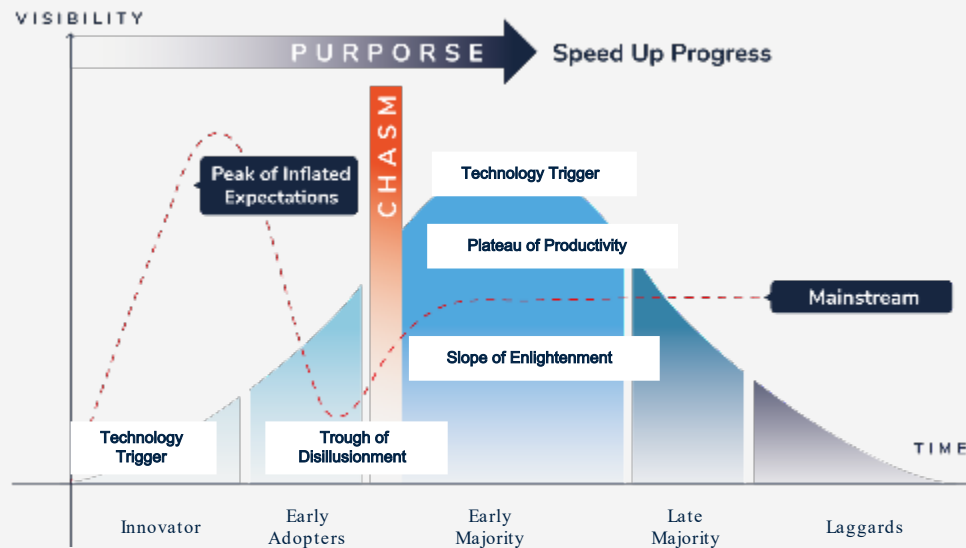 VISIBILITY
PURPORSE
Speed Up Progress
CHASM
Peak of Inflated
Expectations
Technology Trigger
Plateau of Productivity
Mainstream
Slope of Enlightenment
Technology
Trigger
Trough of
Disillusionment
TIME
Innovator
Early
Adopters
Early
Majority
Late
Majority
Laggards